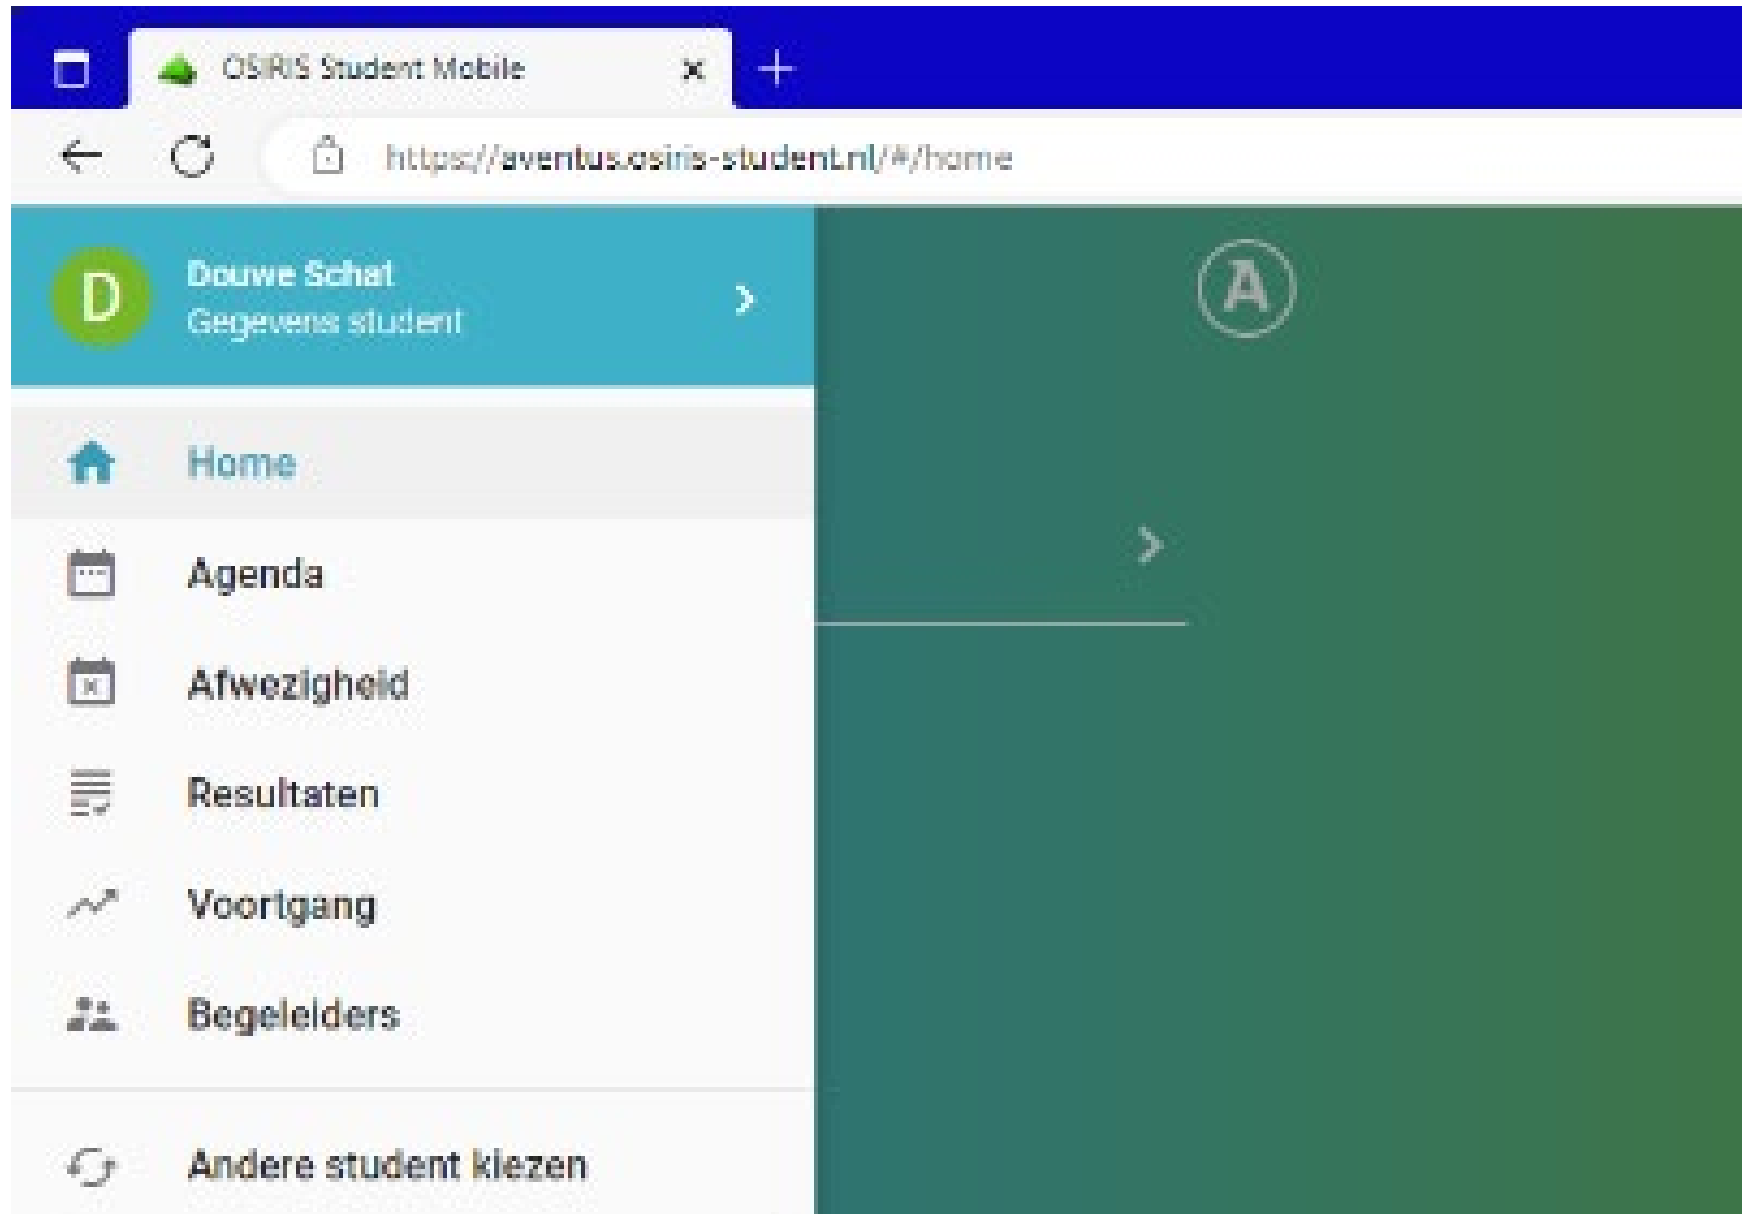 OSIRIS Student Mobile
https://aventus.osiris-student.nl/#/home
D
Douwe Schat
Gegevens student
A
Home
Agenda
Afwezigheid
Resultaten
Voortgang
Begeleiders
Andere student kiezen